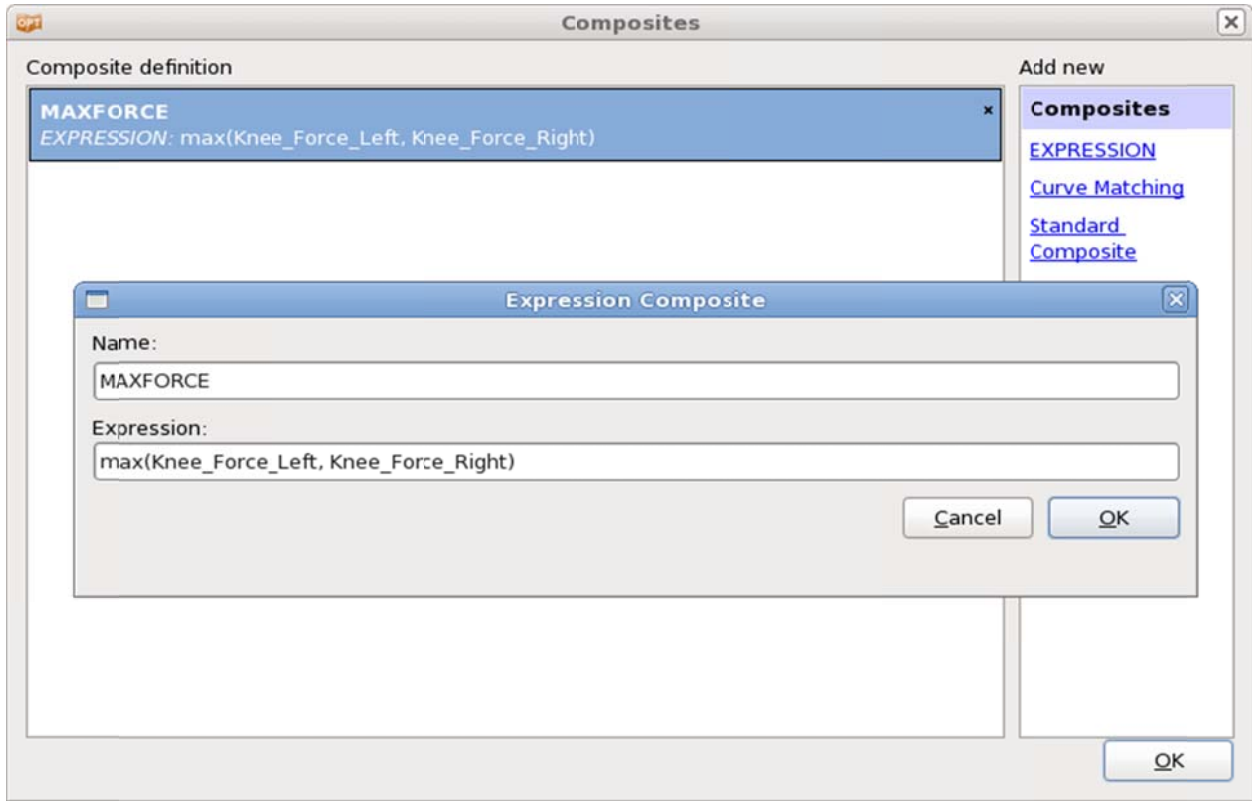 OPT
Composites
Composite definition
Add new
MAXFORCE
EXPRESSION: max(Knee_Force_Left, Knee_Force_Right)
Composites
EXPRESSION
Curve Matching
Standard
Composite
Expression Composite
Name:
MAXFORCE
Expression:
max(Knee_Force_Left, Knee_Force_Right)
Cancel
OK
OK